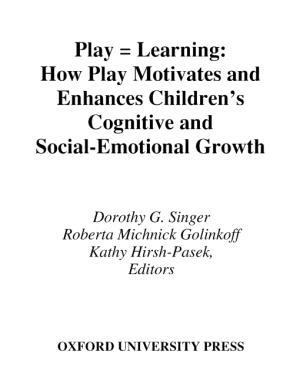 Play = Learning:
How Play Motivates and
Enhances Children’s
Cognitive and
Social-Emotional Growth
Dorothy G. Singer
Roberta Michnick Golinkoff
Kathy Hirsh-Pasek,
Editors
OXFORD UNIVERSITY PRESS